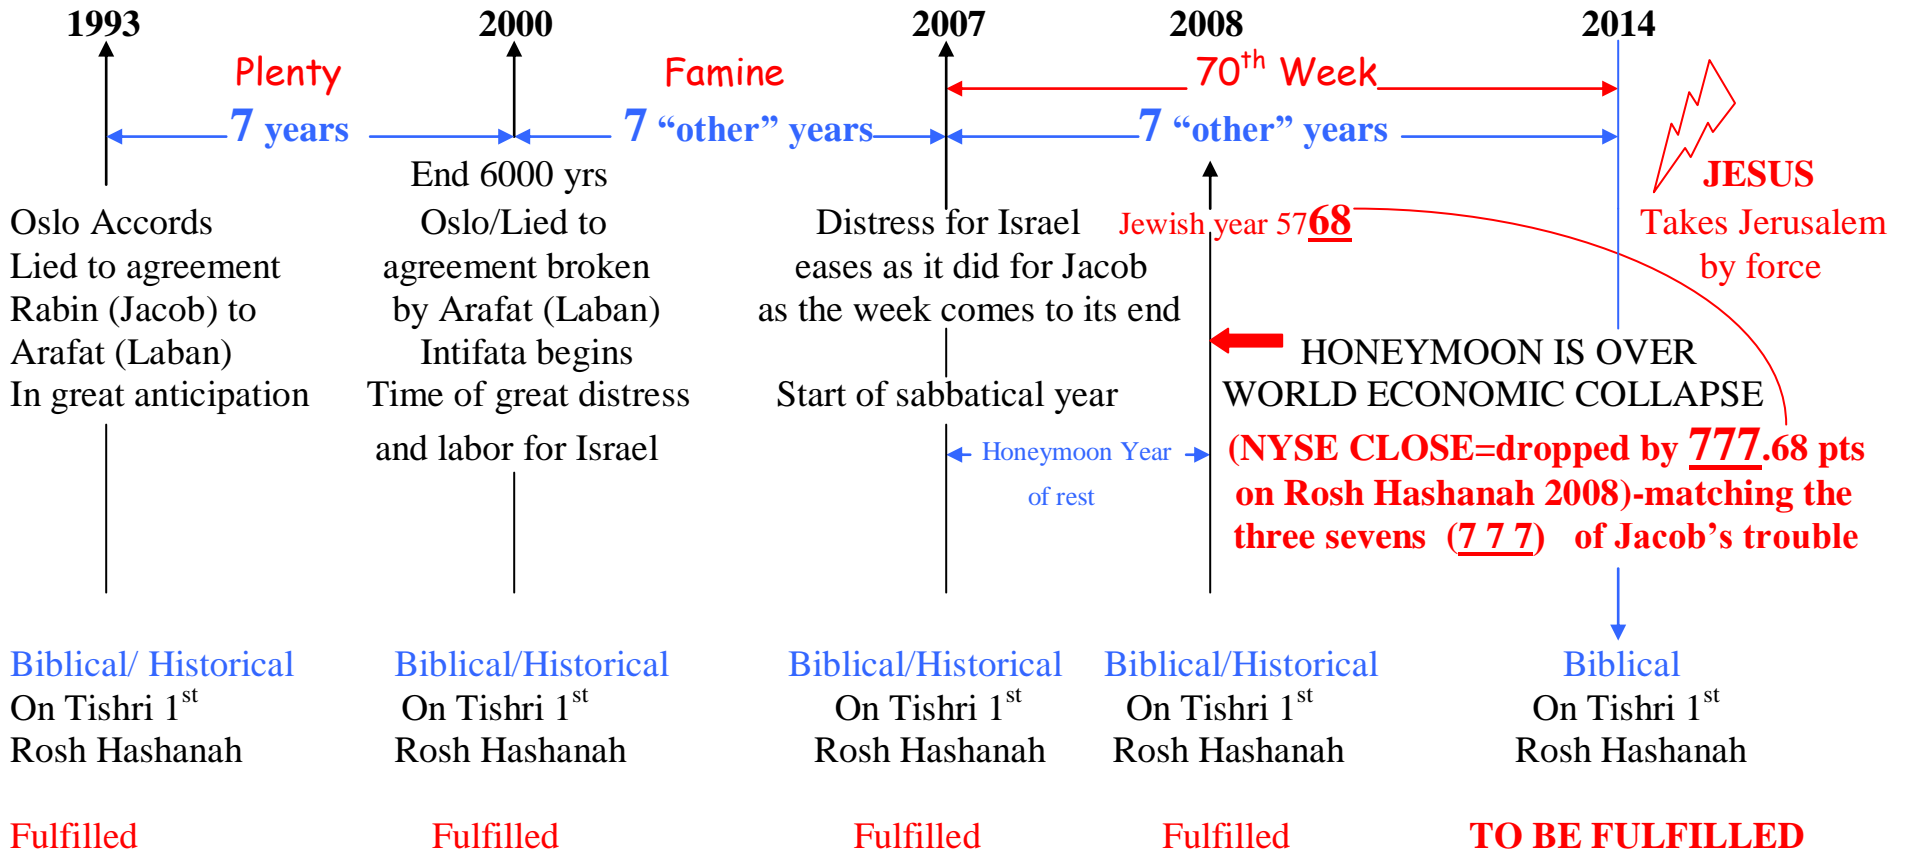 1993
2000
2007
2008
2014
Plenty
Famine
70th Week
7 years
7 “other” years
7 “other” years
Oslo Accords
Lied to agreement
Rabin (Jacob) to
Arafat (Laban)
In great anticipation
End 6000 yrs
Oslo/Lied to
agreement broken
by Arafat (Laban)
Intifata begins
Time of great distress
and labor for Israel
Distress for Israel
eases as it did for Jacob
as the week comes to its end
Start of sabbatical year
Honeymoon Year
of rest
Jewish year 5768
JESUS
Takes Jerusalem
by force
HONEYMOON IS OVER
WORLD ECONOMIC COLLAPSE
(NYSE CLOSE=dropped by 777.68 pts
on Rosh Hashanah 2008)-matching the
three sevens (7 7 7) of Jacob’s trouble
Biblical/ Historical
On Tishri 1st
Rosh Hashanah
Fulfilled
Biblical/Historical
On Tishri 1st
Rosh Hashanah
Fulfilled
Biblical/Historical
On Tishri 1st
Rosh Hashanah
Fulfilled
Biblical/Historical
On Tishri 1st
Rosh Hashanah
Fulfilled
Biblical
On Tishri 1st
Rosh Hashanah
TO BE FULFILLED